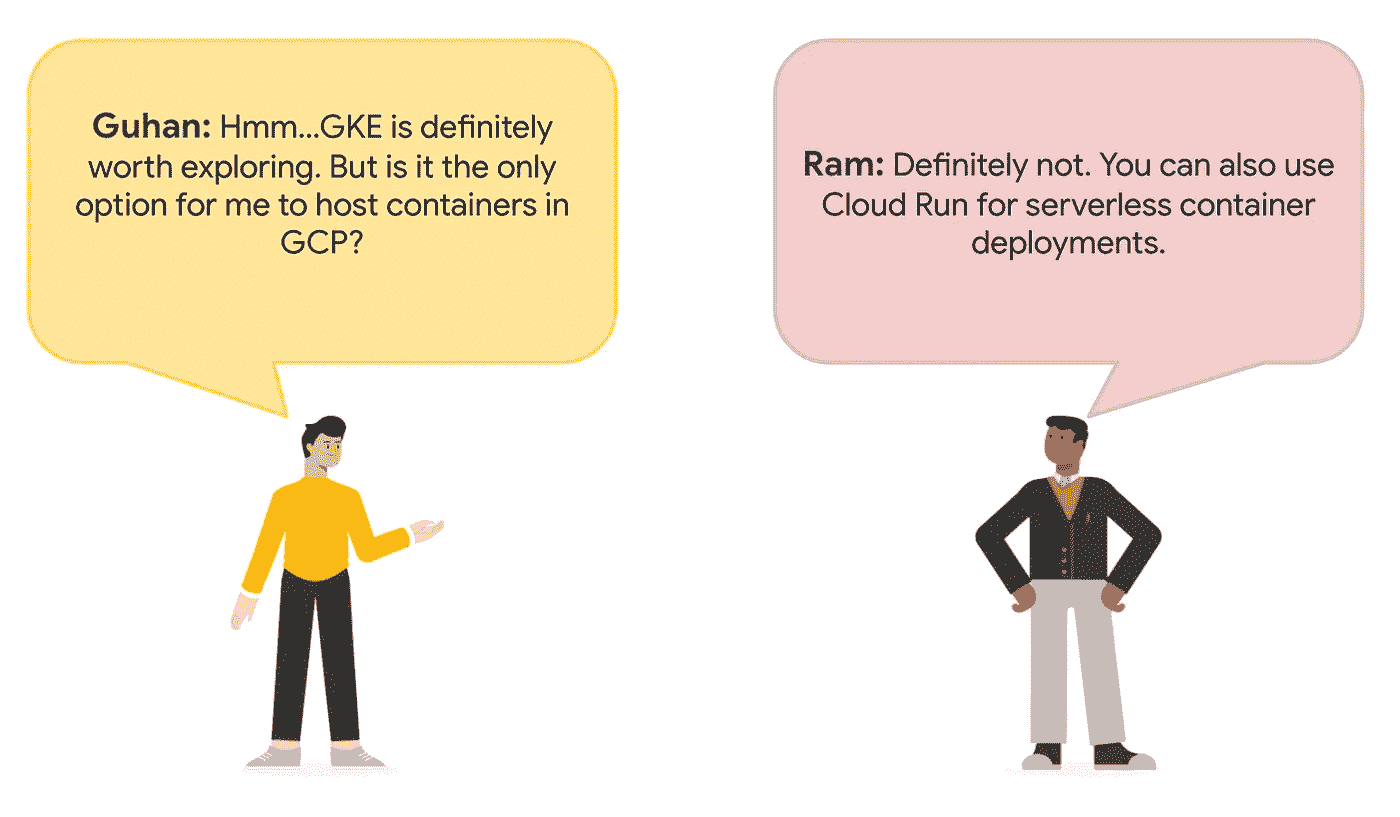 Guhan: Hmm...GKE is definitely
worth exploring. But is it the only
option for me to host containers in
GCP?
Ram: Definitely not. You can also use
Cloud Run for serverless container
deployments.